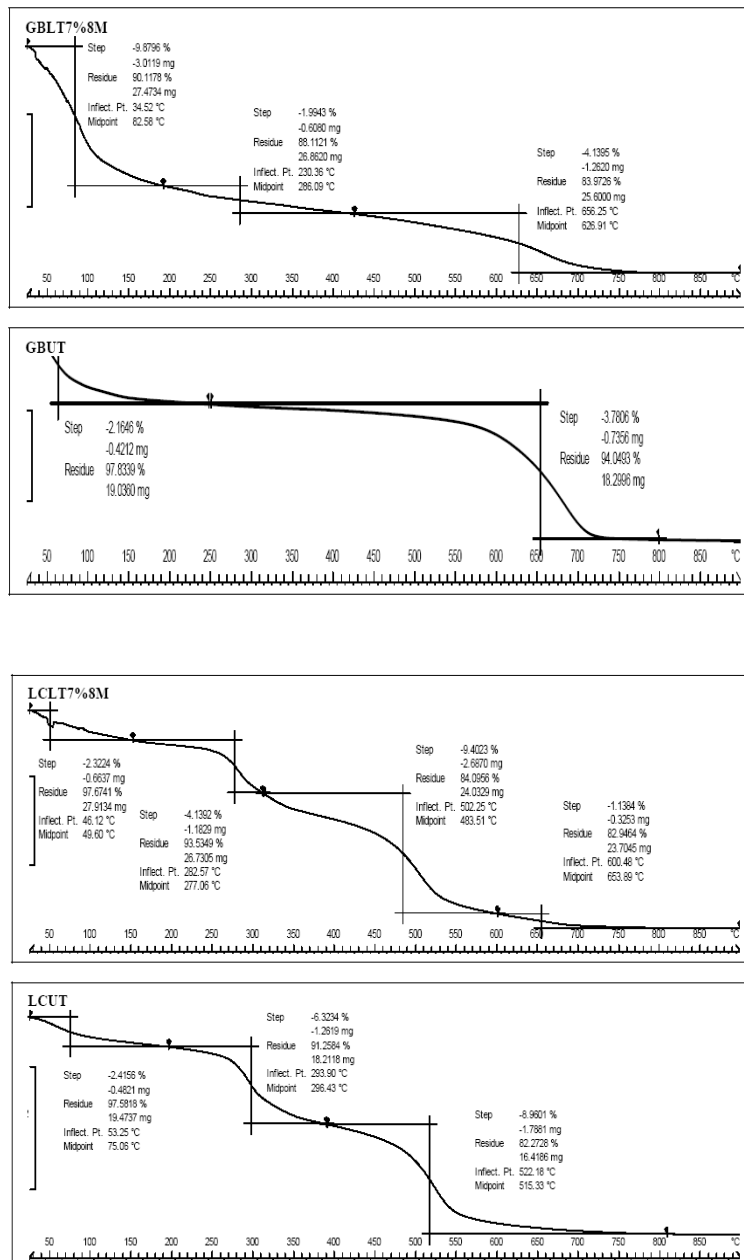 GBLT7%8M
Step -9.8796 %
-3.0119 mg
Residue 90.1178 %
27.4734 mg
Inflect. Pt. 34.52 °C
Midpoint 82.58 °C
Step -1.9943 %
-0.6080 mg
Residue 88.1121 %
26.8620 mg
Inflect. Pt. 230.36 °C
Midpoint 286.09 °C
Step -4.1395 %
-1.2620 mg
Residue 83.9726 %
25.6000 mg
Inflect. Pt. 656.25 °C
Midpoint 626.91 °C
50 100 150 200 250 300 350 400 450 500 550 600 650 700 750 800 850 °C
GBUT
Step -2.1646 %
-0.4212 mg
Residue 97.8339 %
19.0360 mg
Step -3.7806 %
-0.7356 mg
Residue 94.0493 %
18.2996 mg
50 100 150 200 250 300 350 400 450 500 550 600 650 700 750 800 850 °C
LCLT7%8M
Step -2.3224 %
-0.6637 mg
Residue 97.6741 %
27.9134 mg
Inflect. Pt. 46.12 °C
Midpoint 49.60 °C
Step -4.1392 %
-1.1829 mg
Residue 93.5349 %
26.7305 mg
Inflect. Pt. 282.57 °C
Midpoint 277.06 °C
Step -9.4023 %
-2.6870 mg
Residue 84.0956 %
24.0329 mg
Inflect. Pt. 502.25 °C
Midpoint 483.51 °C
Step -1.1384 %
-0.3253 mg
Residue 82.9464 %
23.7045 mg
Inflect. Pt. 600.48 °C
Midpoint 653.89 °C
50 100 150 200 250 300 350 400 450 500 550 600 650 700 750 800 850 °C
LCUT
Step -2.4156 %
-0.4821 mg
Residue 97.5818 %
19.4737 mg
Inflect. Pt. 53.25 °C
Midpoint 75.06 °C
Step -6.3234 %
-1.2619 mg
Residue 91.2584 %
18.2118 mg
Inflect. Pt. 293.90 °C
Midpoint 296.43 °C
Step -8.9601 %
-1.7881 mg
Residue 82.2728 %
16.4186 mg
Inflect. Pt. 522.18 °C
Midpoint 515.33 °C
50 100 150 200 250 300 350 400 450 500 550 600 650 700 750 800 850 °C